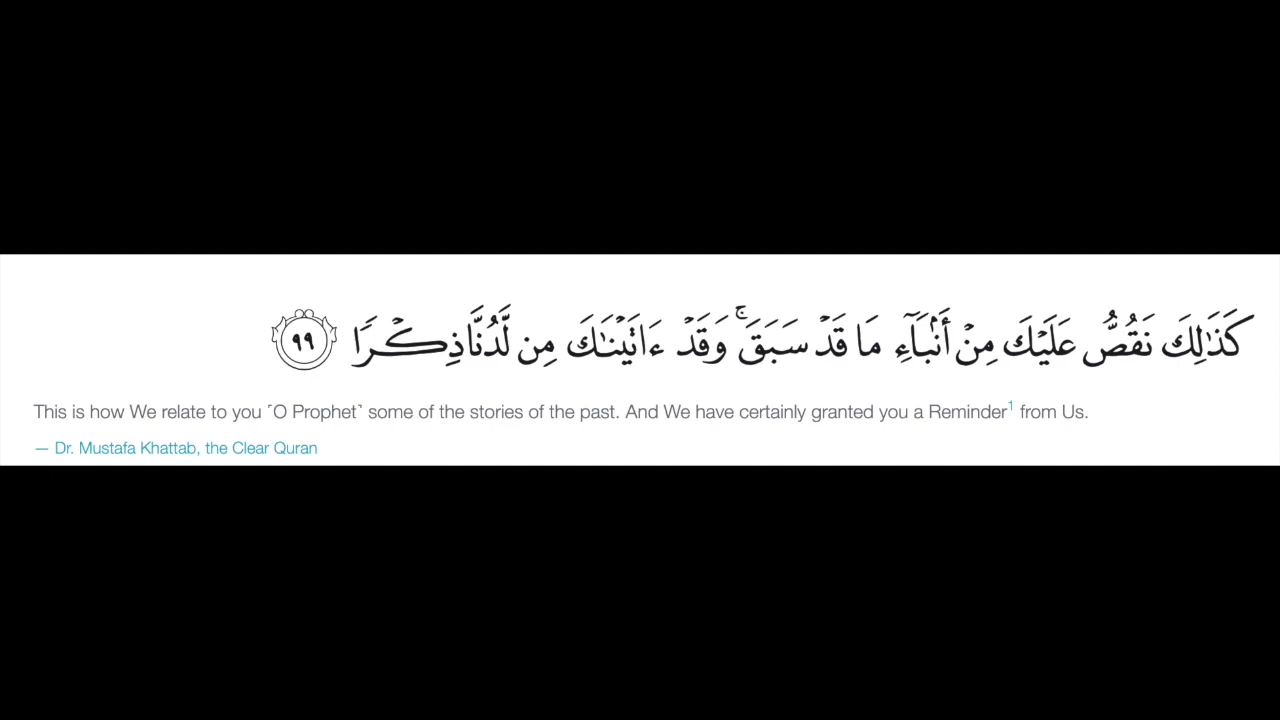 كَذَٰلِكَ نَقُصُّ عَلَيْكَ مِنْ أَنۢبَآءِ مَا قَدْ سَبَقَ ۚ وَقَدْ ءَاتَيْنَـٰكَ مِن لَّدُنَّا ذِكْرًا ٩٩
This is how We relate to you ˹O Prophet˺ some of the stories of the past. And We have certainly granted you a Reminder1 from Us.
— Dr. Mustafa Khattab, the Clear Quran